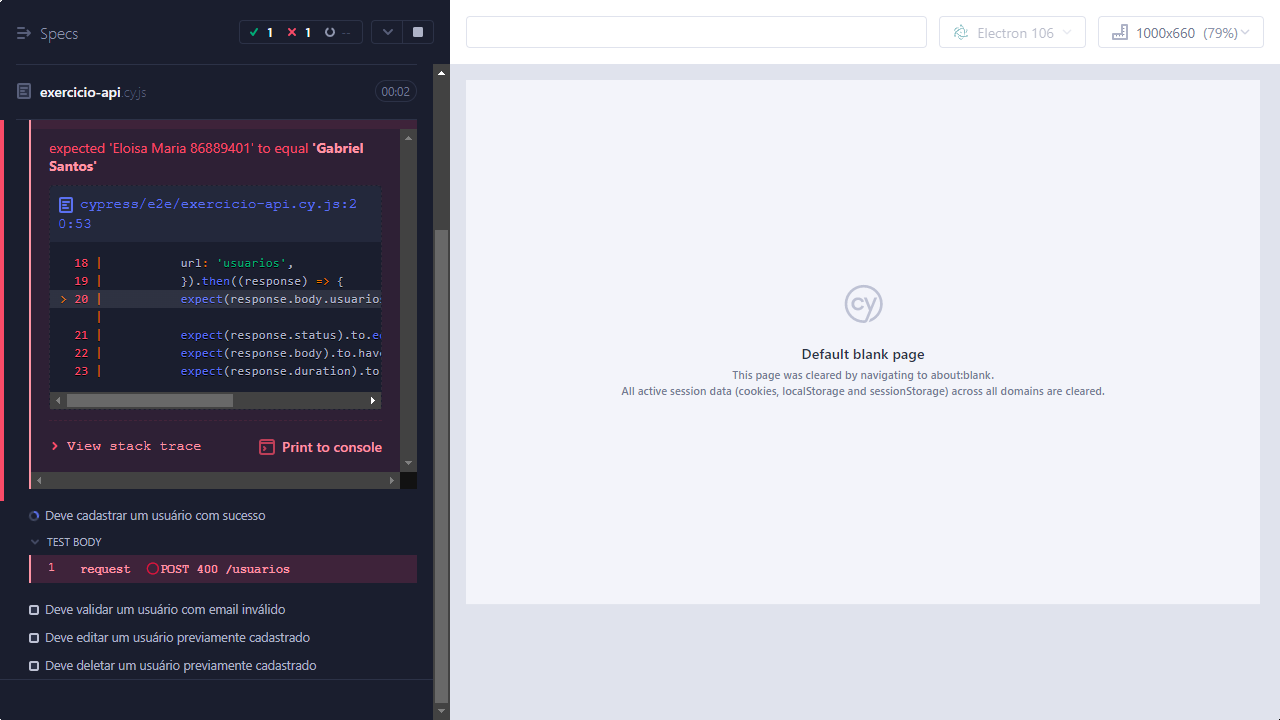 Specs
1
1
--
exercicio-api.cy.js
00:02
expected 'Eloisa Maria 86889401' to equal 'Gabriel
Santos'
cypress/e2e/exercicio-api.cy.js:2
0:53
18 | url: 'usuarios',
19 | }).then((response) => {
> 20 | expect(response.body.usuarios
|
21 | expect(response.status).to.eq
22 | expect(response.body).to.have
23 | expect(response.duration).to
View stack trace
Print to console
Deve cadastrar um usuário com sucesso
TEST BODY
1 request POST 400 /usuarios
Deve validar um usuário com email inválido
Deve editar um usuário previamente cadastrado
Deve deletar um usuário previamente cadastrado
Electron 106
1000x660 (79%)
cy
Default blank page
This page was cleared by navigating to about:blank.
All active session data (cookies, localStorage and sessionStorage) across all domains are cleared.